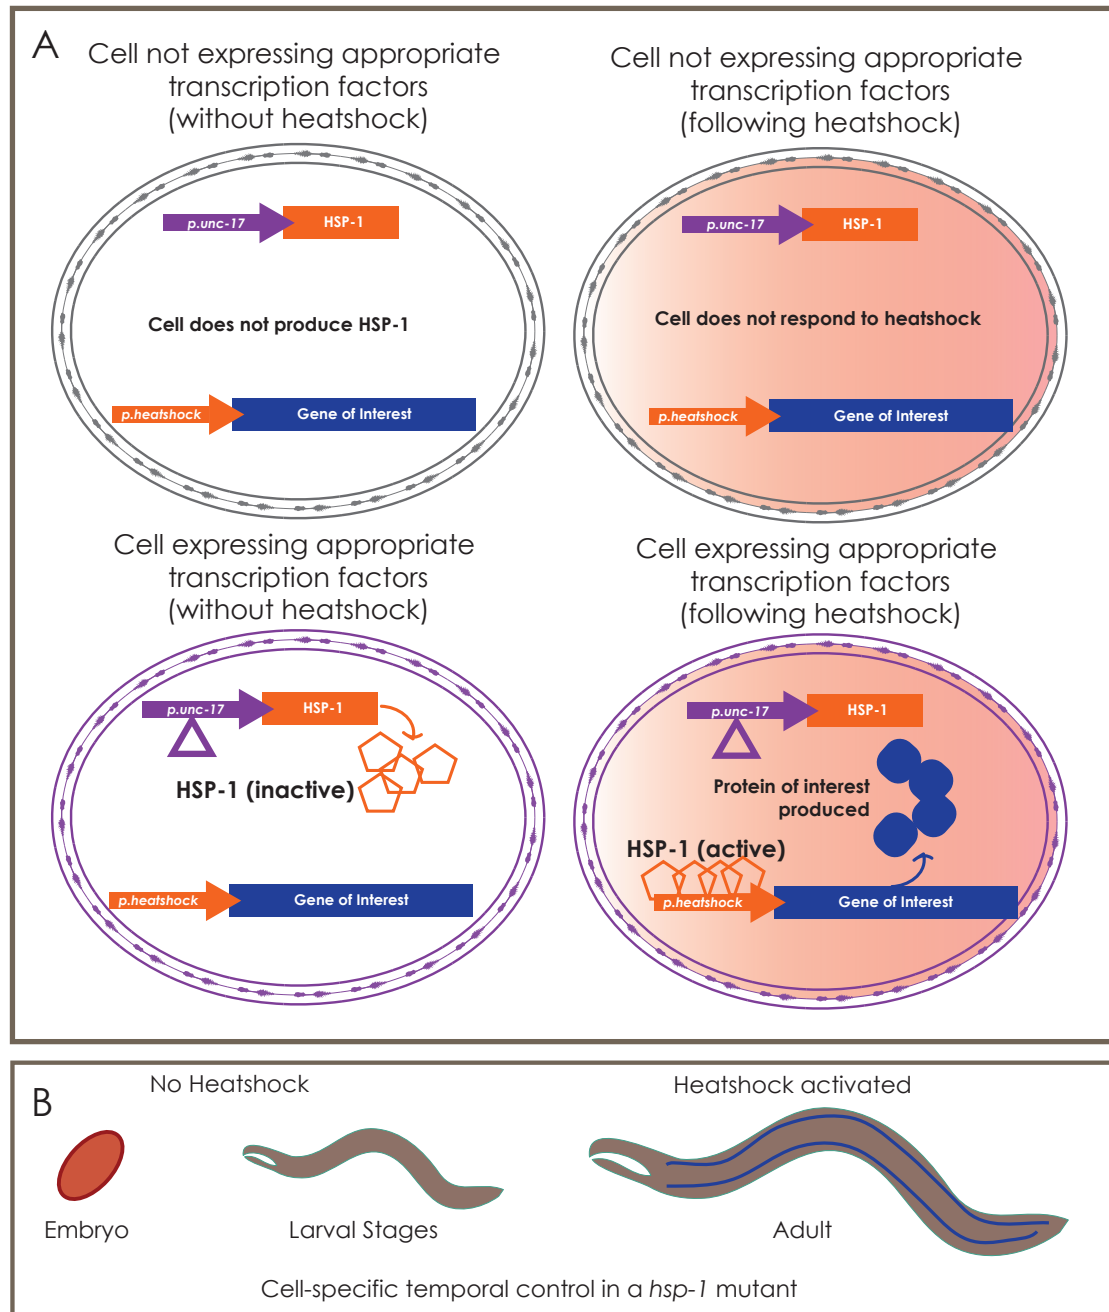 A
Cell not expressing appropriate
transcription factors
(without heatshock)
p.unc-17
HSP-1
Cell does not produce HSP-1
p.heatshock
Gene of Interest
Cell not expressing appropriate
transcription factors
(following heatshock)
p.unc-17
HSP-1
Cell does not respond to heatshock
p.heatshock
Gene of Interest
Cell expressing appropriate
transcription factors
(without heatshock)
p.unc-17
HSP-1
HSP-1 (inactive)
p.heatshock
Gene of Interest
Cell expressing appropriate
transcription factors
(following heatshock)
p.unc-17
HSP-1
Protein of interest
produced
HSP-1 (active)
p.heatshock
Gene of Interest
B
No Heatshock
Heatshock activated
Embryo
Larval Stages
Adult
Cell-specific temporal control in a hsp-1 mutant